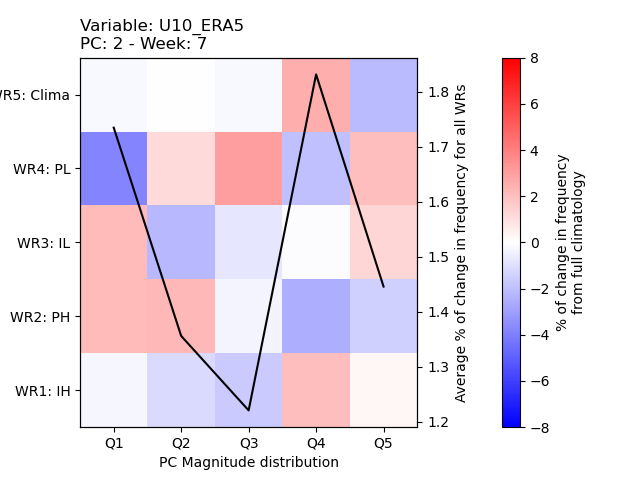 Variable: U10_ERA5
PC: 2 - Week: 7
WR5: Clima
WR4: PL
WR3: IL
WR2: PH
WR1: IH
Q1 Q2 Q3 Q4 Q5
PC Magnitude distribution
1.8
1.7
1.6
1.5
1.4
1.3
1.2
Average % of change in frequency for all WRs
8
6
4
2
0
−2
−4
−6
−8
% of change in frequency
from full climatology